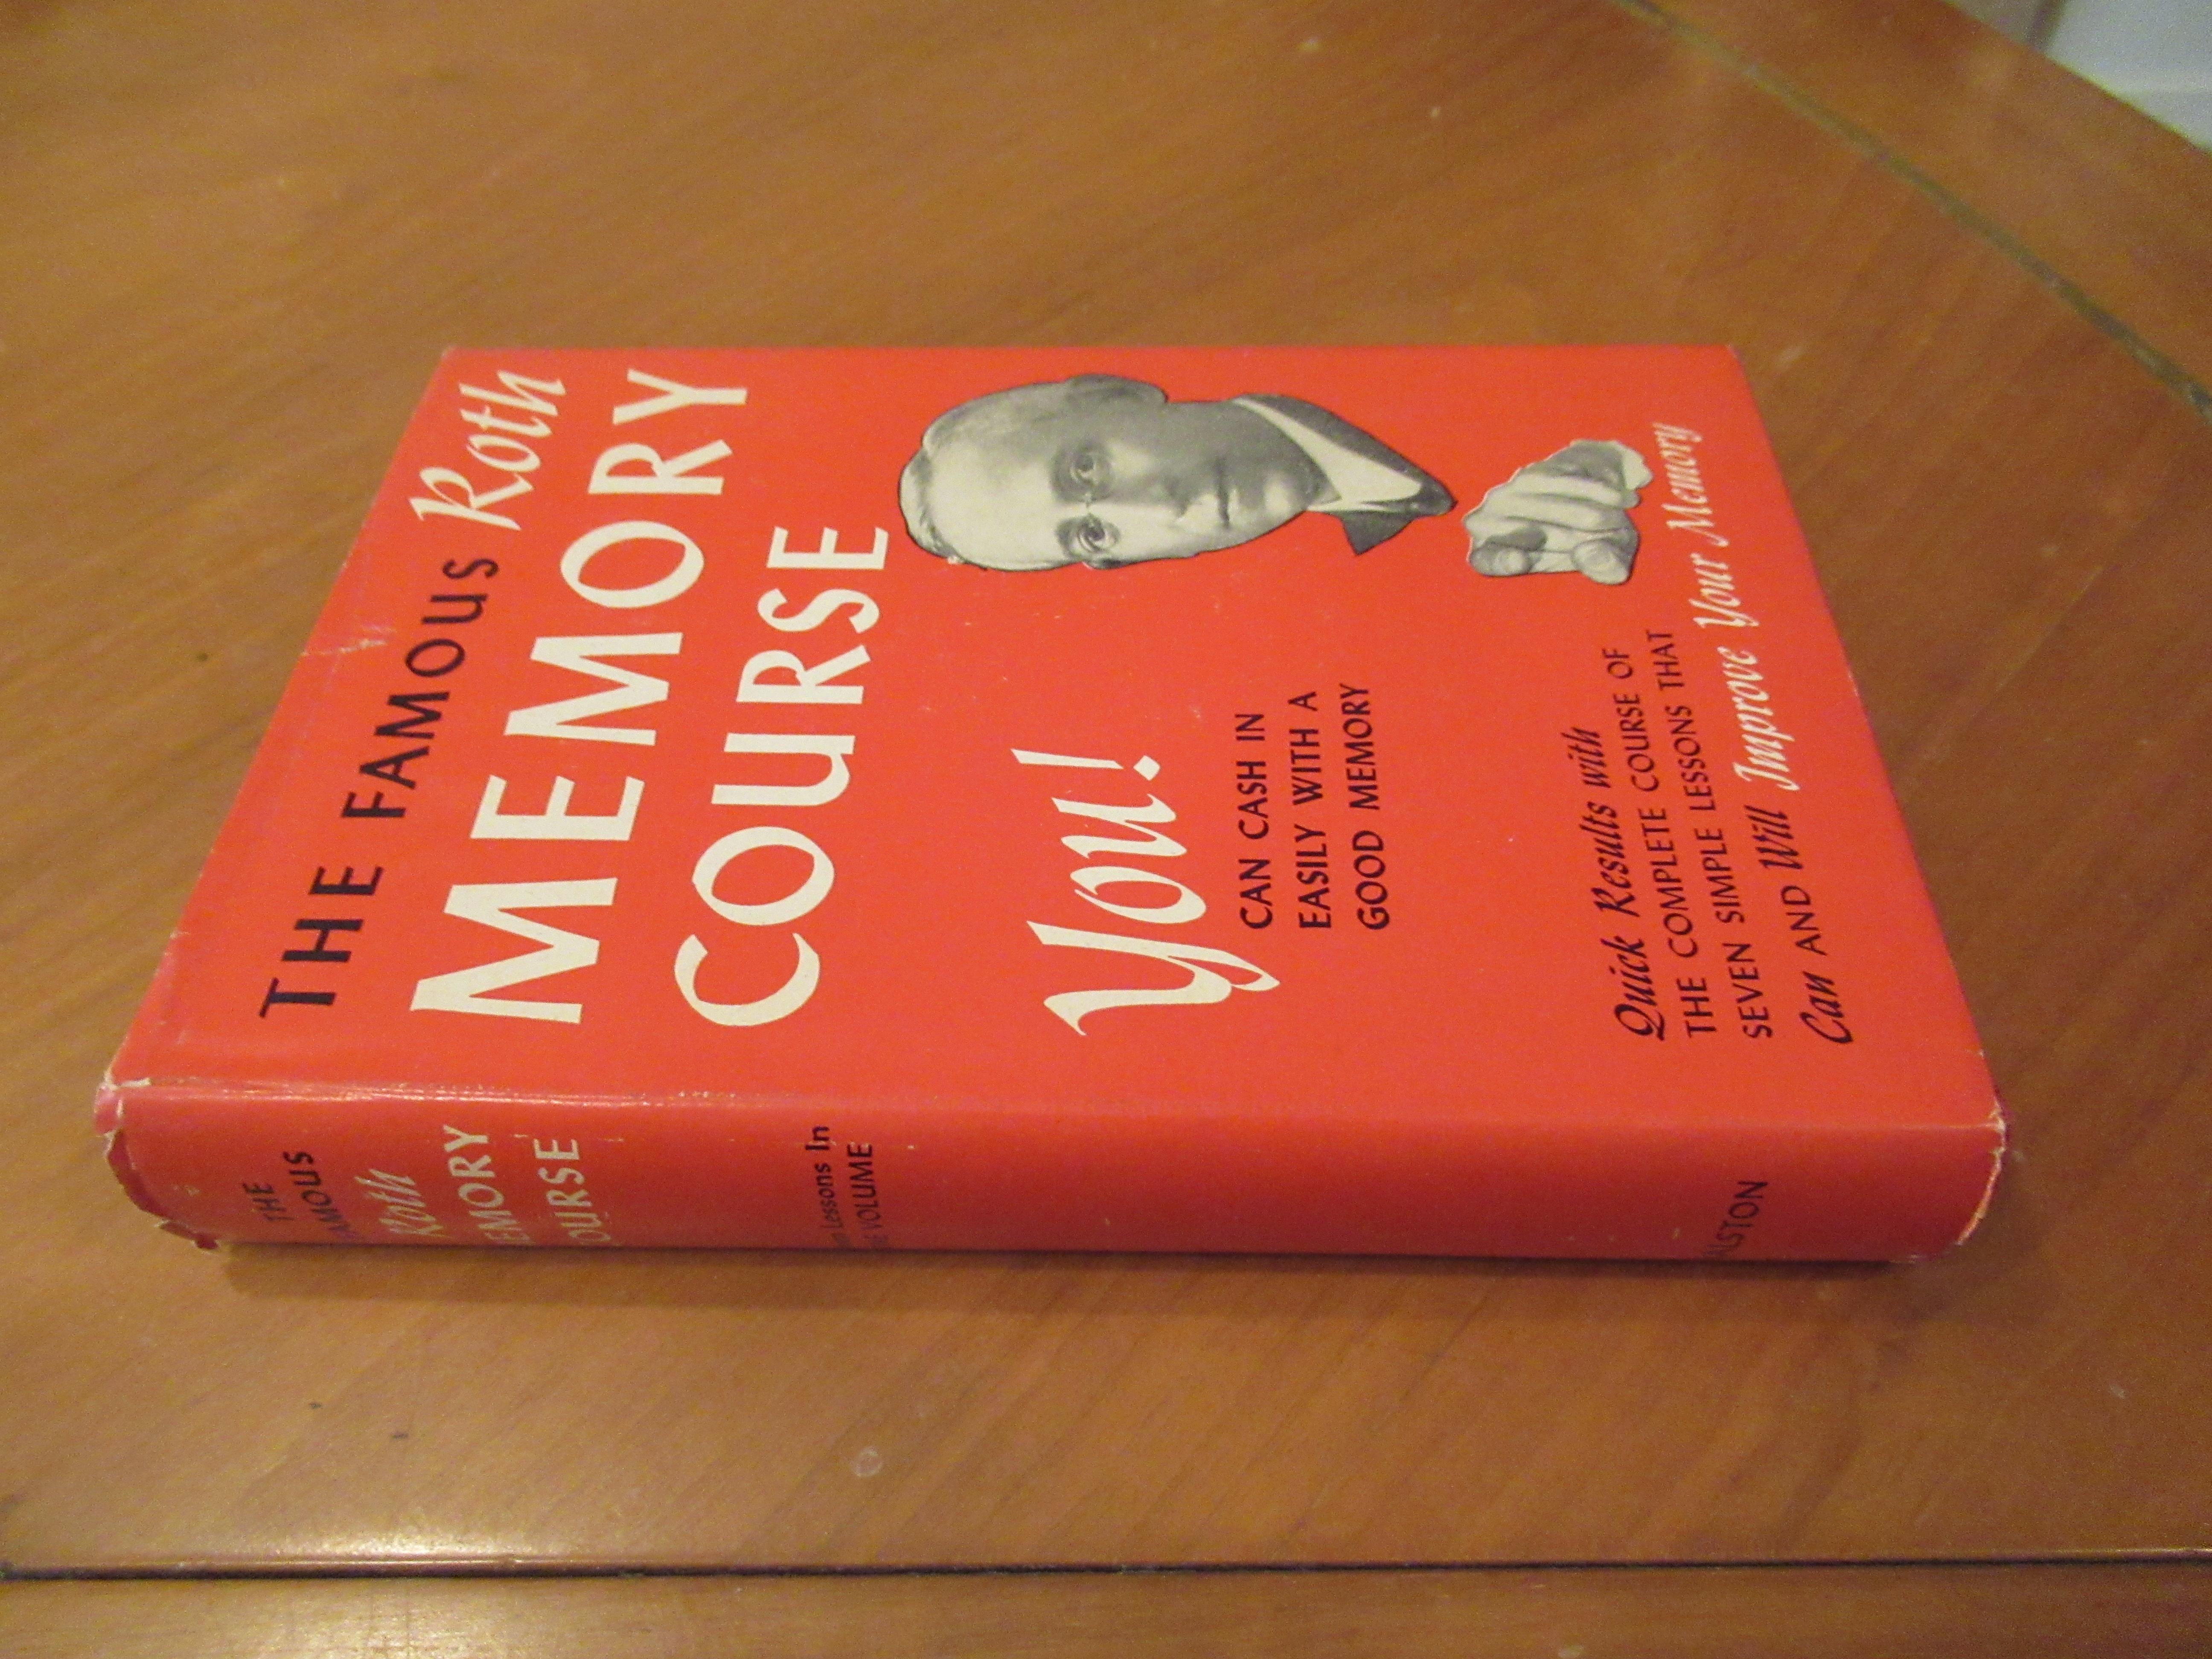 THE FAMOUS Roth
MEMORY
COURSE
You!
CAN CASH IN
EASILY WITH A
GOOD MEMORY
Quick Results with
THE COMPLETE COURSE OF
SEVEN SIMPLE LESSONS THAT
Can AND Will Improve Your Memory
THE
FAMOUS
Roth
MEMORY
COURSE
Lessons In
VOLUME